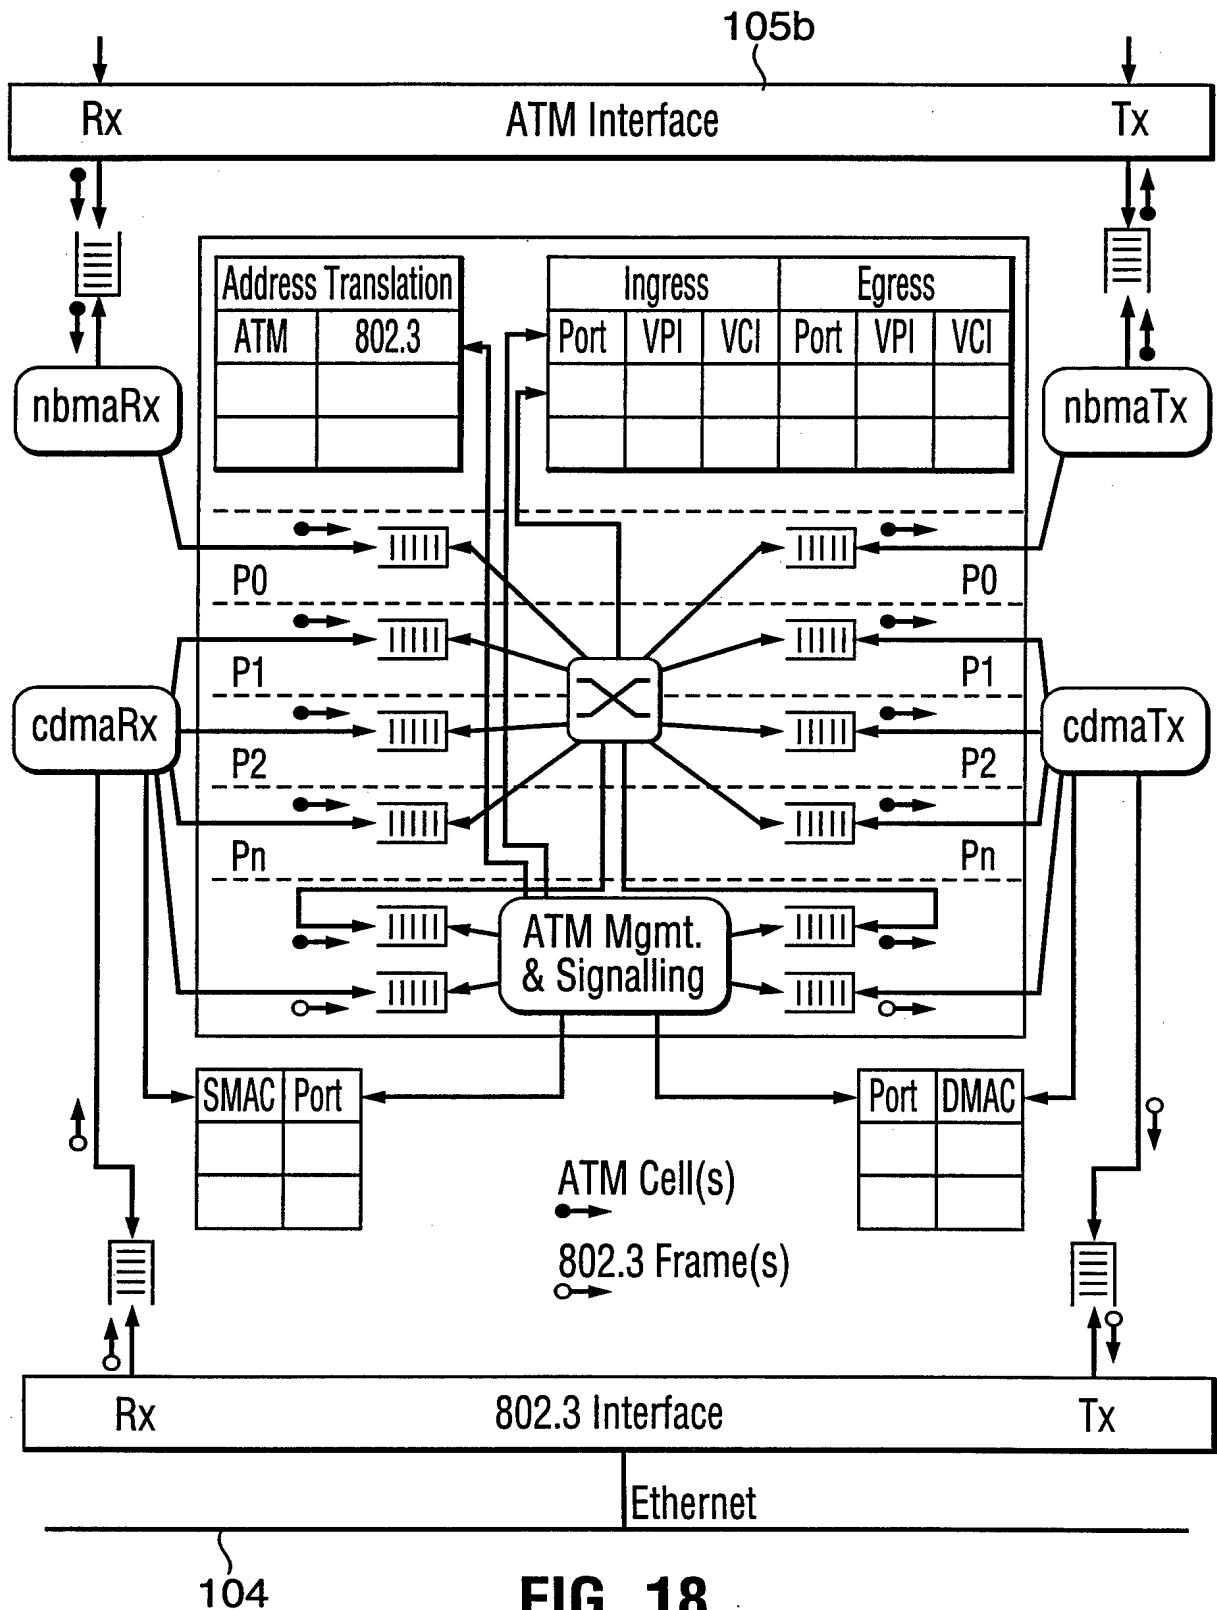 105b
Rx ATM Interface Tx
Address Translation
ATM 802.3
Ingress Egress
Port VPI VCI Port VPI VCI
nbmaRx
nbmaTx
P0 P0
P1 P1
cdmaRx
cdmaTx
P2 P2
Pn Pn
ATM Mgmt.
& Signalling
SMAC Port
Port DMAC
ATM Cell(s)
802.3 Frame(s)
Rx 802.3 Interface Tx
Ethernet
104
FIG. 18